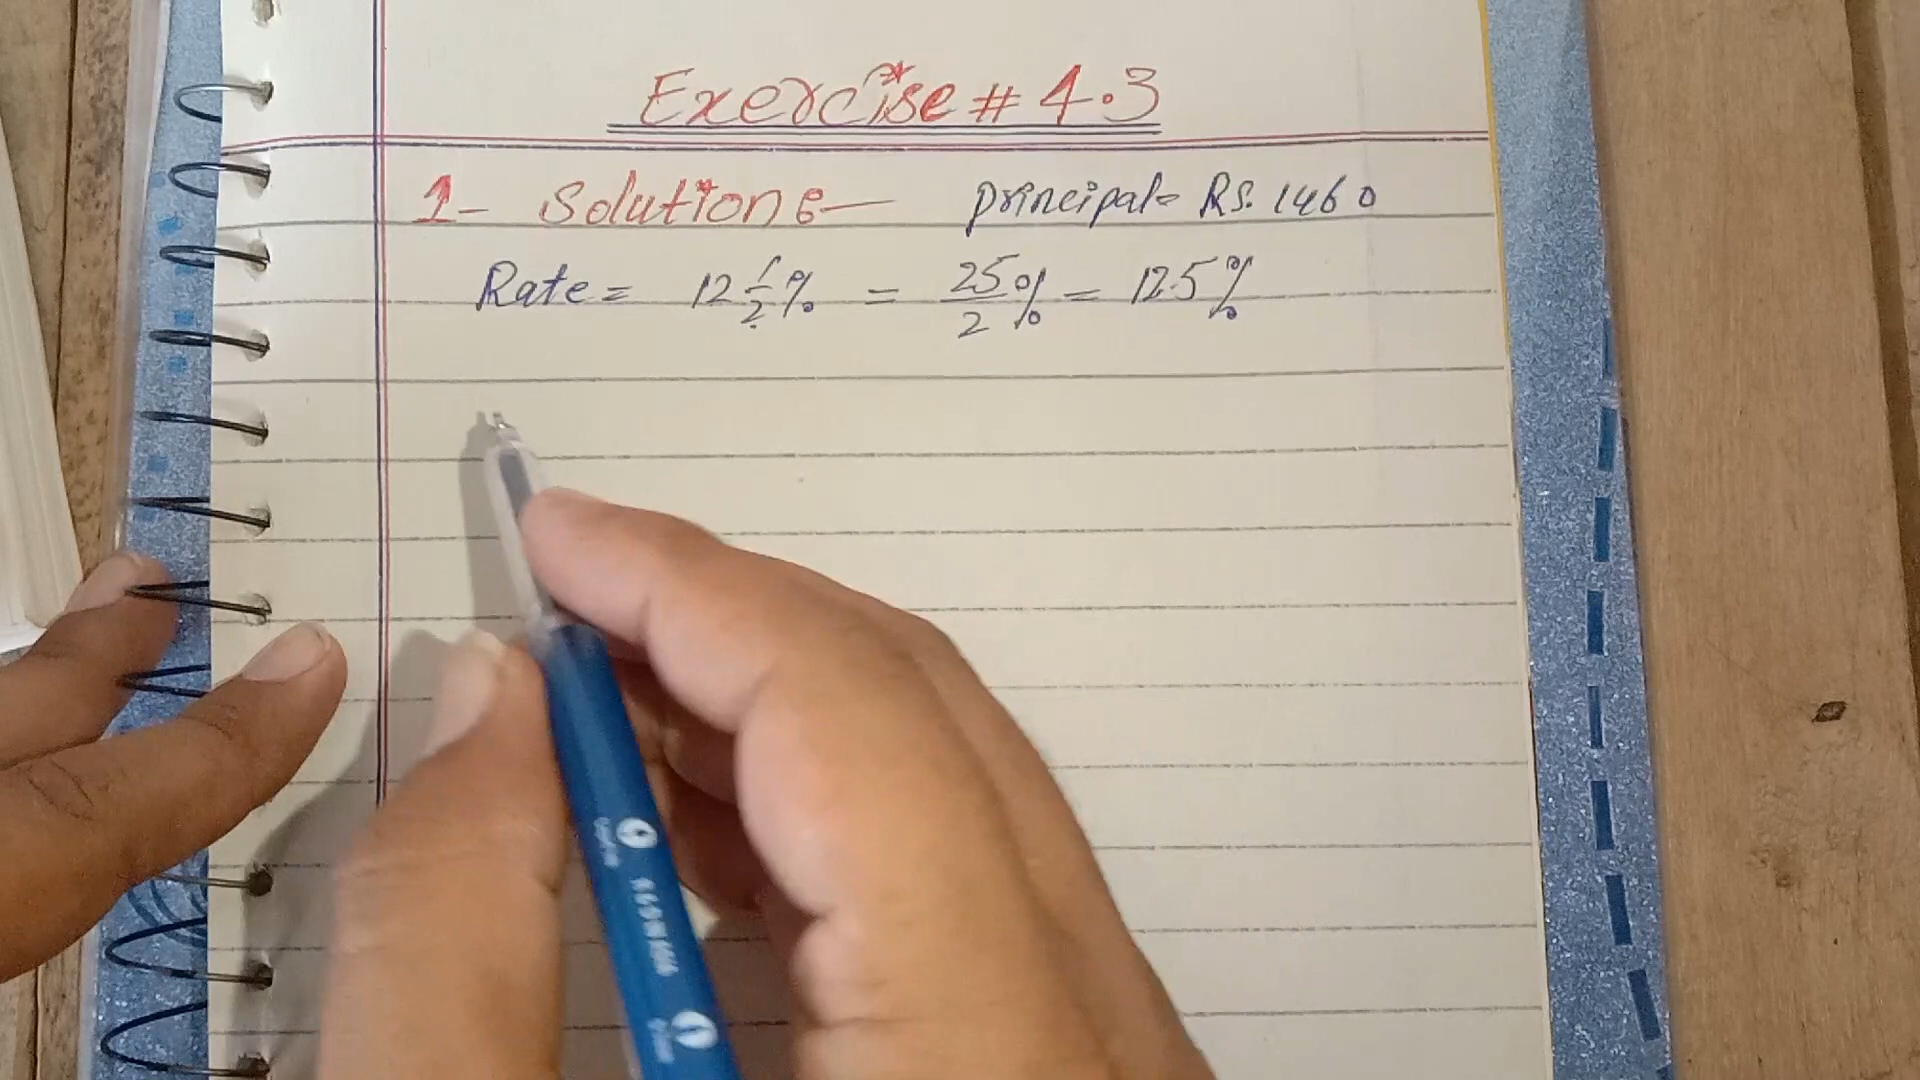 Exercise # 4.3
1- Solution:- principal= Rs. 1460
Rate = 12 1/2 % = 25/2 % = 12.5%